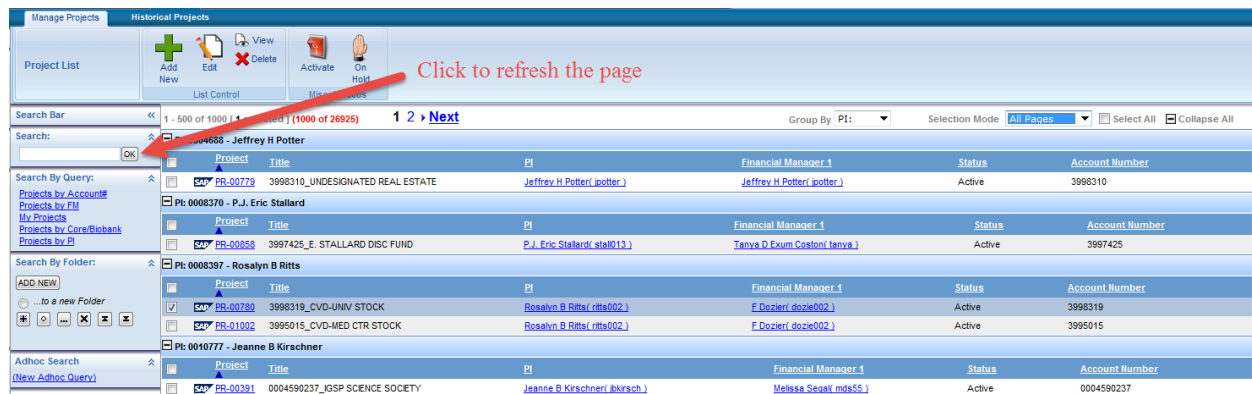 Manage Projects Historical Projects
Project List
Add New
Edit
View
Delete
List Control
Activate
On Hold
Click to refresh the page
Search Bar «
1 - 500 of 1000 [ 1 (1000 of 26925) 1 2 Next
Group By PI: Selection Mode All Pages Select All Collapse All
Search:
OK
4688 - Jeffrey H Potter
Project Title PI Financial Manager 1 Status Account Number
SAP PR-00779 3998310_UNDESIGNATED REAL ESTATE Jeffrey H Potter( jpotter ) Jeffrey H Potter( jpotter ) Active 3998310
Search By Query:
Projects by Account#
Projects by FM
My Projects
Projects by Core/Biobank
Projects by PI
PI: 0008370 - P.J. Eric Stallard
Project Title PI Financial Manager 1 Status Account Number
SAP PR-00858 3997425_E. STALLARD DISC FUND P.J. Eric Stallard( stall013 ) Tanya D Exum Coston( tanya ) Active 3997425
Search By Folder:
ADD NEW
...to a new Folder
PI: 0008397 - Rosalyn B Ritts
Project Title PI Financial Manager 1 Status Account Number
SAP PR-00780 3998319_CVD-UNIV STOCK Rosalyn B Ritts( ritts002 ) F Dozier( dozie002 ) Active 3998319
SAP PR-01002 3995015_CVD-MED CTR STOCK Rosalyn B Ritts( ritts002 ) F Dozier( dozie002 ) Active 3995015
PI: 0010777 - Jeanne B Kirschner
Adhoc Search
(New Adhoc Query)
Project Title PI Financial Manager 1 Status Account Number
SAP PR-00391 0004590237_IGSP SCIENCE SOCIETY Jeanne B Kirschner( jbkirsch ) Melissa Segal( mds55 ) Active 0004590237